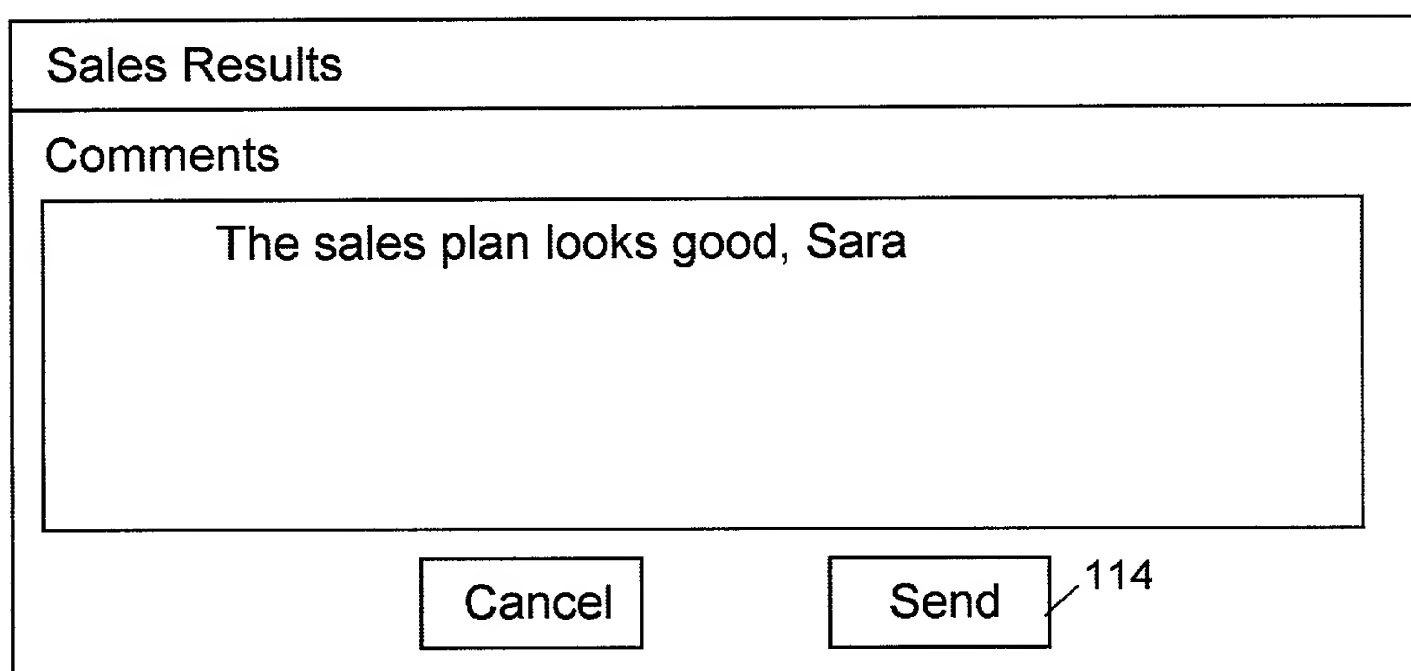 Sales Results
Comments
The sales plan looks good, Sara
Cancel
Send
114